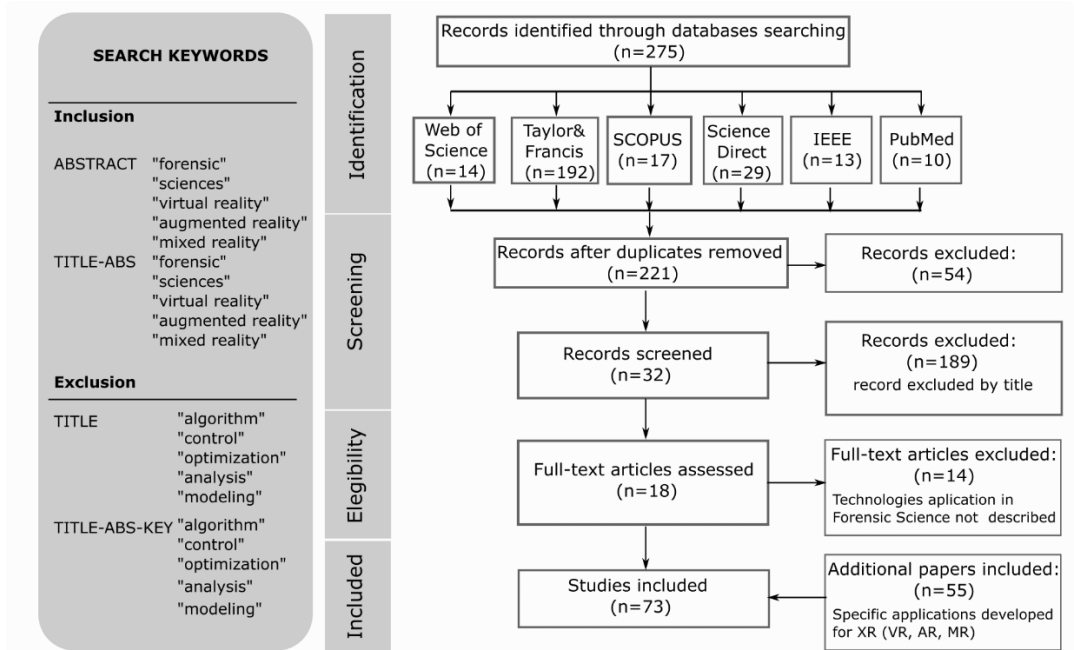 SEARCH KEYWORDS
Inclusion
ABSTRACT "forensic"
"sciences"
"virtual reality"
"augmented reality"
"mixed reality"
TITLE-ABS "forensic"
"sciences"
"virtual reality"
"augmented reality"
"mixed reality"
Exclusion
TITLE "algorithm"
"control"
"optimization"
"analysis"
"modeling"
TITLE-ABS-KEY "algorithm"
"control"
"optimization"
"analysis"
"modeling"
Identification
Screening
Elegibility
Included
Records identified through databases searching
(n=275)
Web of
Science
(n=14)
Taylor&
Francis
(n=192)
SCOPUS
(n=17)
Science
Direct
(n=29)
IEEE
(n=13)
PubMed
(n=10)
Records after duplicates removed
(n=221)
Records excluded:
(n=54)
Records screened
(n=32)
Records excluded:
(n=189)
record excluded by title
Full-text articles assessed
(n=18)
Full-text articles excluded:
(n=14)
Technologies aplication in
Forensic Science not described
Studies included
(n=73)
Additional papers included:
(n=55)
Specific applications developed
for XR (VR, AR, MR)